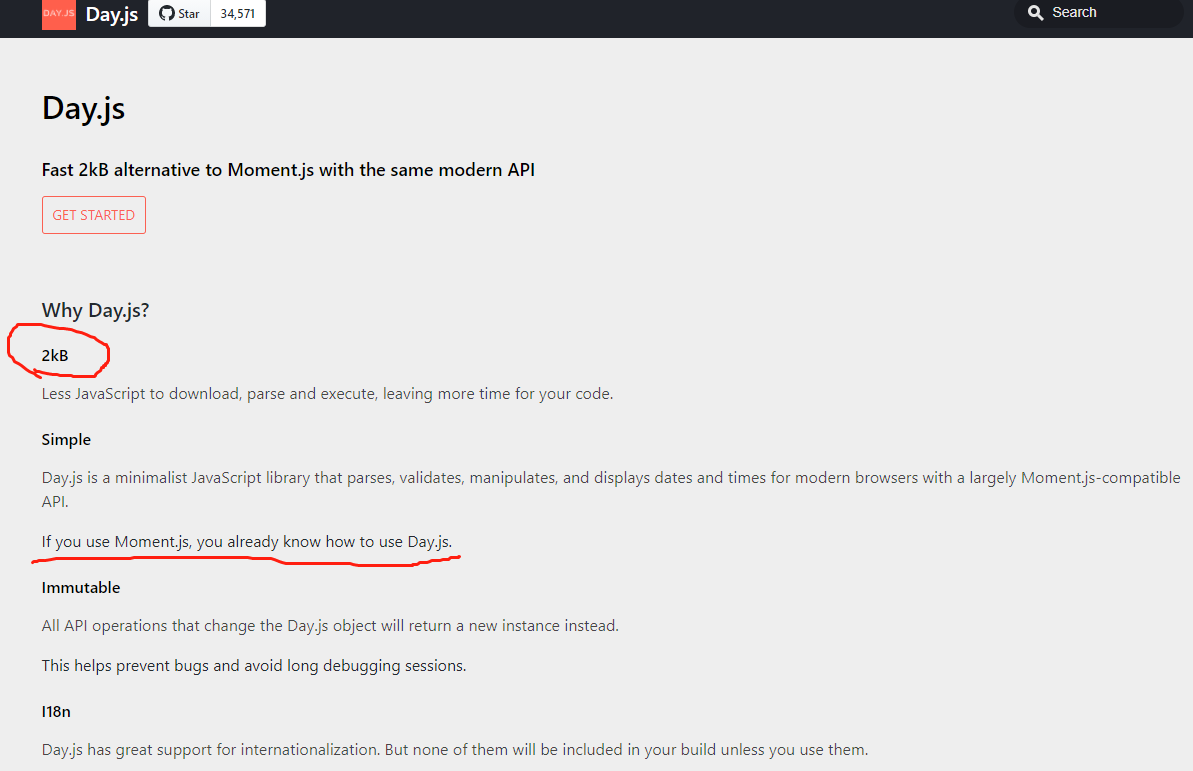 DAY.JS Day.js Star 34,571 Search
Day.js
Fast 2kB alternative to Moment.js with the same modern API
GET STARTED
Why Day.js?
2kB
Less JavaScript to download, parse and execute, leaving more time for your code.
Simple
Day.js is a minimalist JavaScript library that parses, validates, manipulates, and displays dates and times for modern browsers with a largely Moment.js-compatible
API.
If you use Moment.js, you already know how to use Day.js.
Immutable
All API operations that change the Day.js object will return a new instance instead.
This helps prevent bugs and avoid long debugging sessions.
I18n
Day.js has great support for internationalization. But none of them will be included in your build unless you use them.